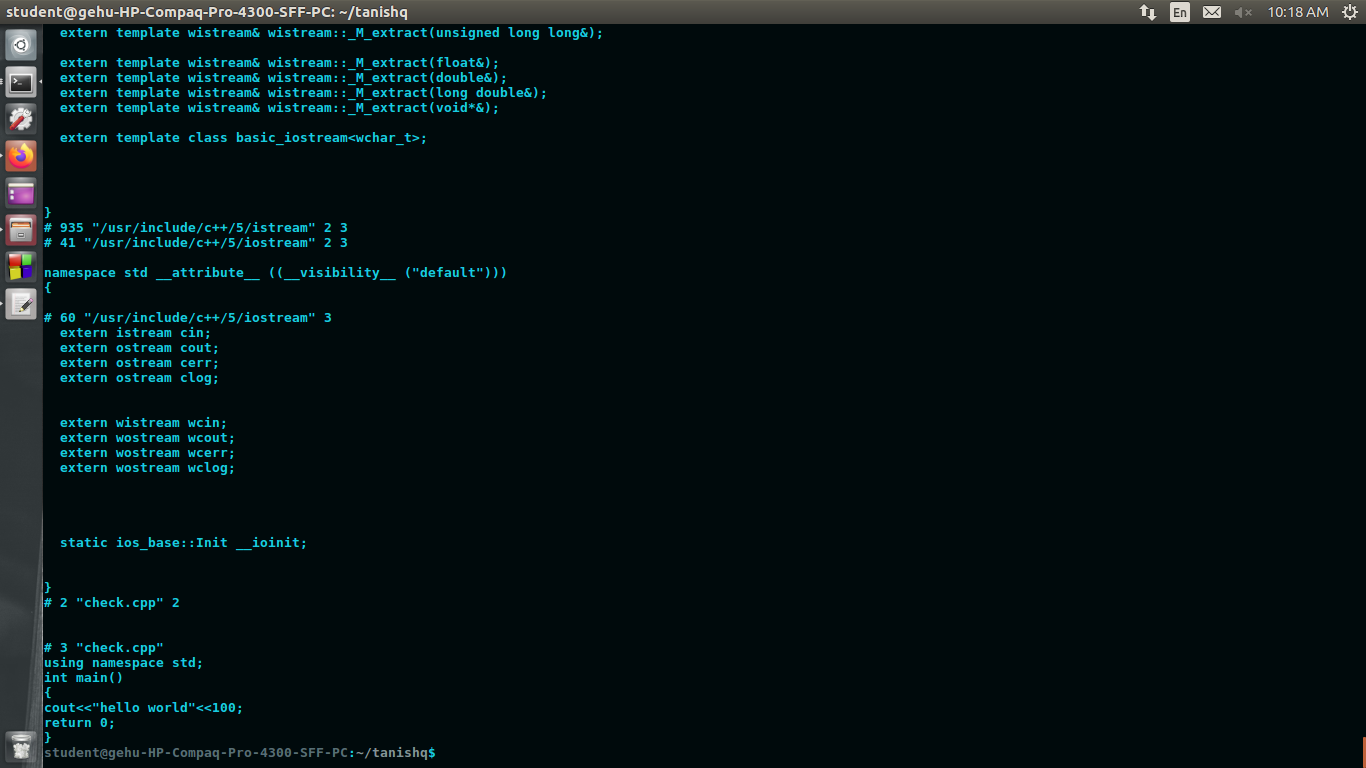 student@gehu-HP-Compaq-Pro-4300-SFF-PC: ~/tanishq
En
10:18 AM
extern template wistream& wistream::_M_extract(unsigned long long&);
extern template wistream& wistream::_M_extract(float&);
extern template wistream& wistream::_M_extract(double&);
extern template wistream& wistream::_M_extract(long double&);
extern template wistream& wistream::_M_extract(void*&);
extern template class basic_iostream<wchar_t>;
}
# 935 "/usr/include/c++/5/istream" 2 3
# 41 "/usr/include/c++/5/iostream" 2 3
namespace std __attribute__ ((__visibility__ ("default")))
{
# 60 "/usr/include/c++/5/iostream" 3
extern istream cin;
extern ostream cout;
extern ostream cerr;
extern ostream clog;
extern wistream wcin;
extern wostream wcout;
extern wostream wcerr;
extern wostream wclog;
static ios_base::Init __ioinit;
}
# 2 "check.cpp" 2
# 3 "check.cpp"
using namespace std;
int main()
{
cout<<"hello world"<<100;
return 0;
}
student@gehu-HP-Compaq-Pro-4300-SFF-PC:~/tanishq$